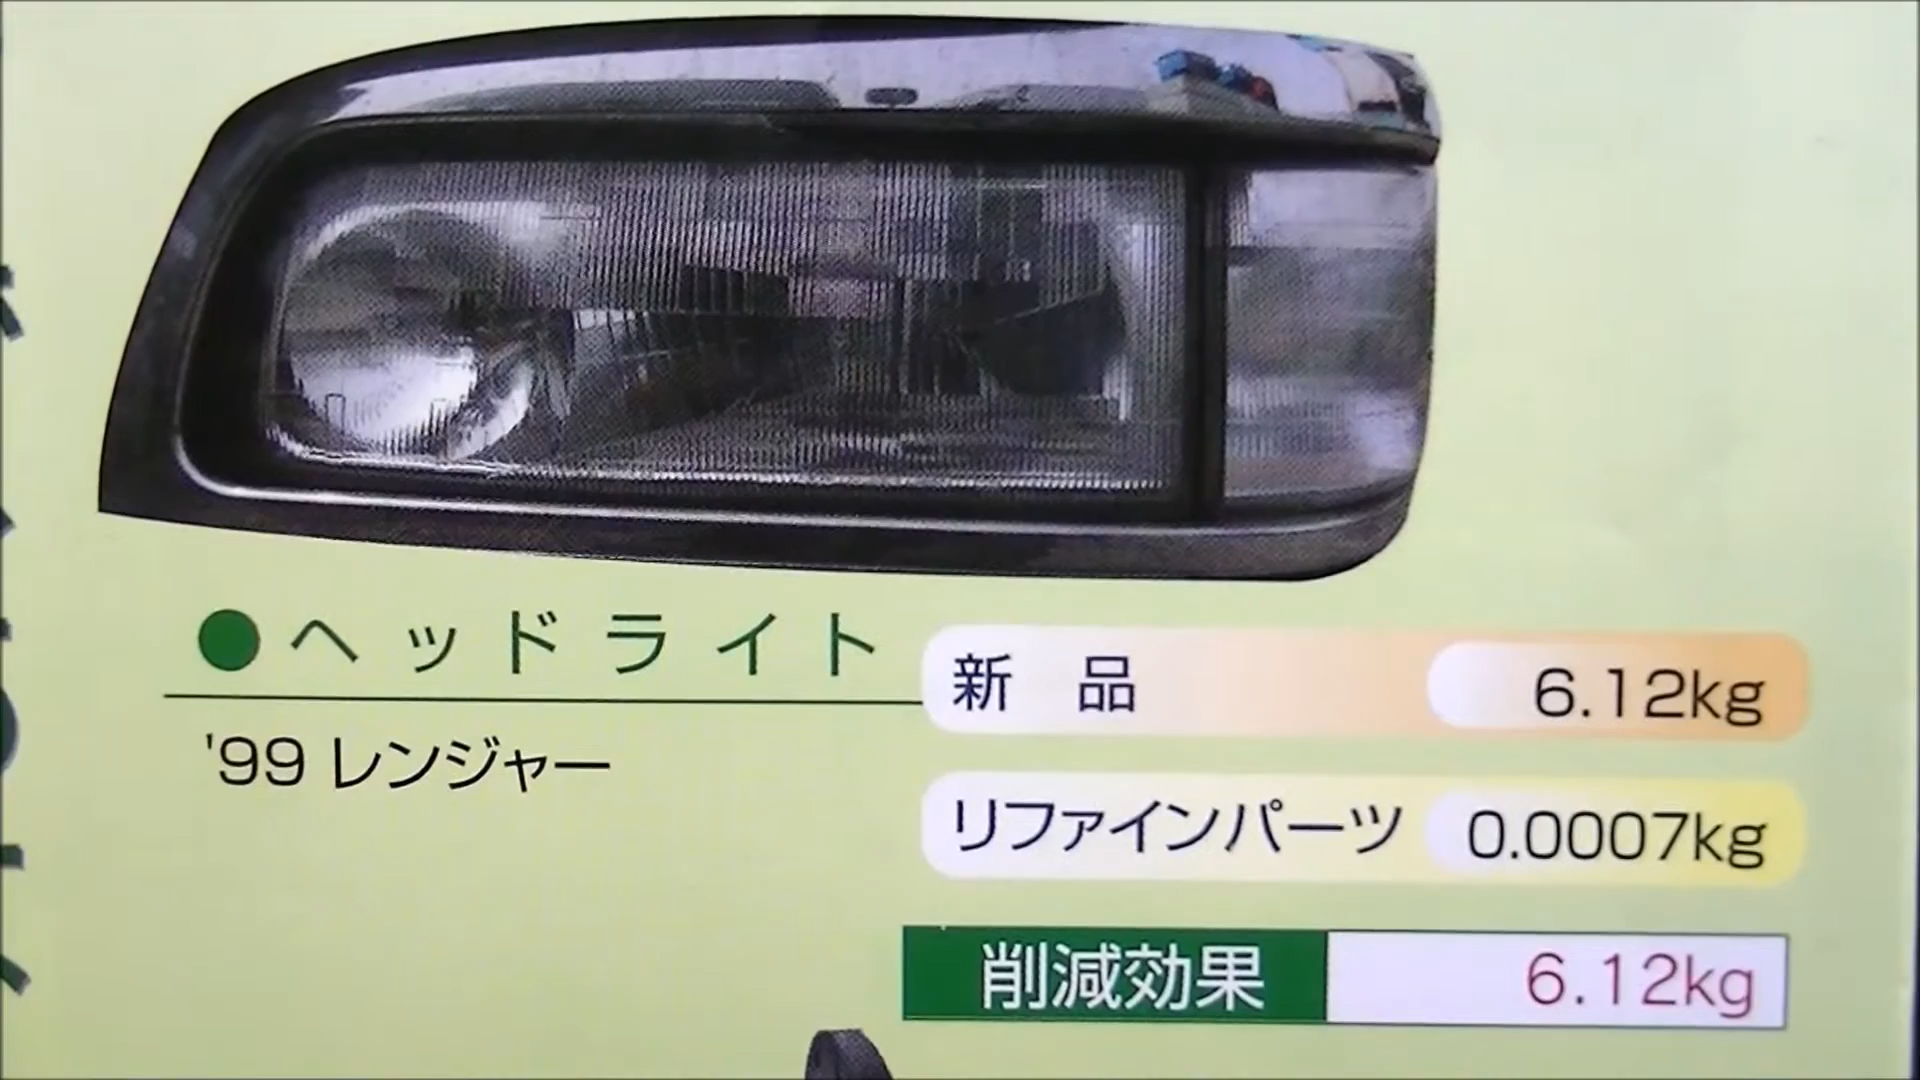 ●ヘッドライト
'99 レンジャー
新 品 6.12kg
リファインパーツ 0.0007kg
削減効果 6.12kg